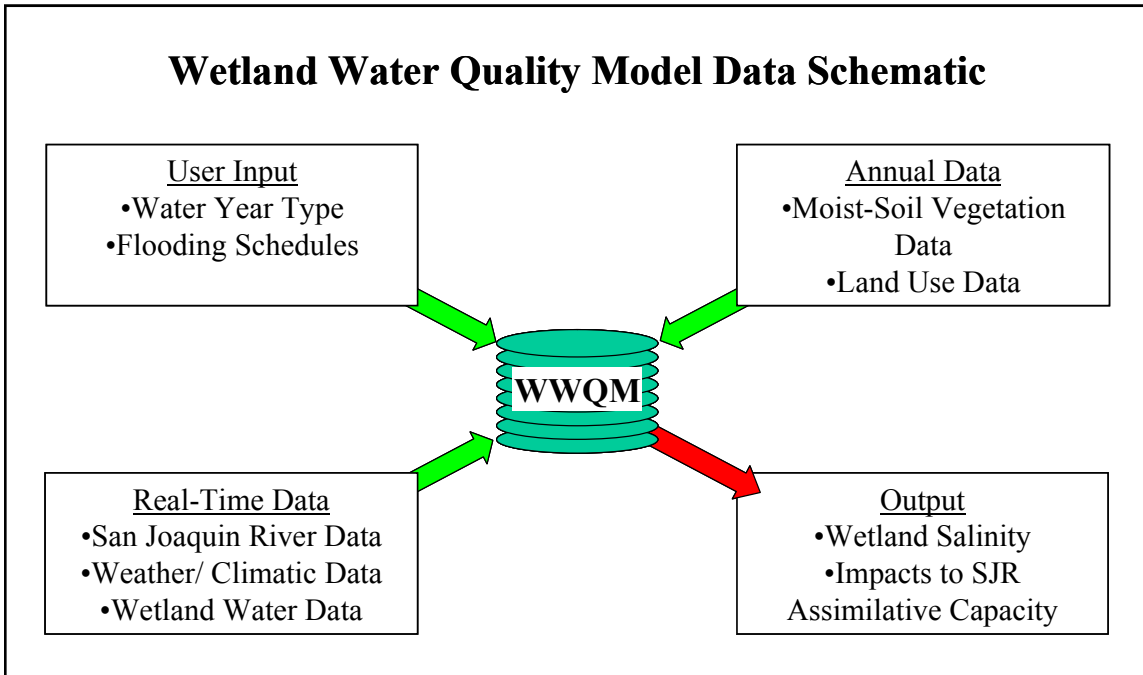 Wetland Water Quality Model Data Schematic
User Input
•Water Year Type
•Flooding Schedules
Annual Data
•Moist-Soil Vegetation
Data
•Land Use Data
WWQM
Real-Time Data
•San Joaquin River Data
•Weather/ Climatic Data
•Wetland Water Data
Output
•Wetland Salinity
•Impacts to SJR
Assimilative Capacity